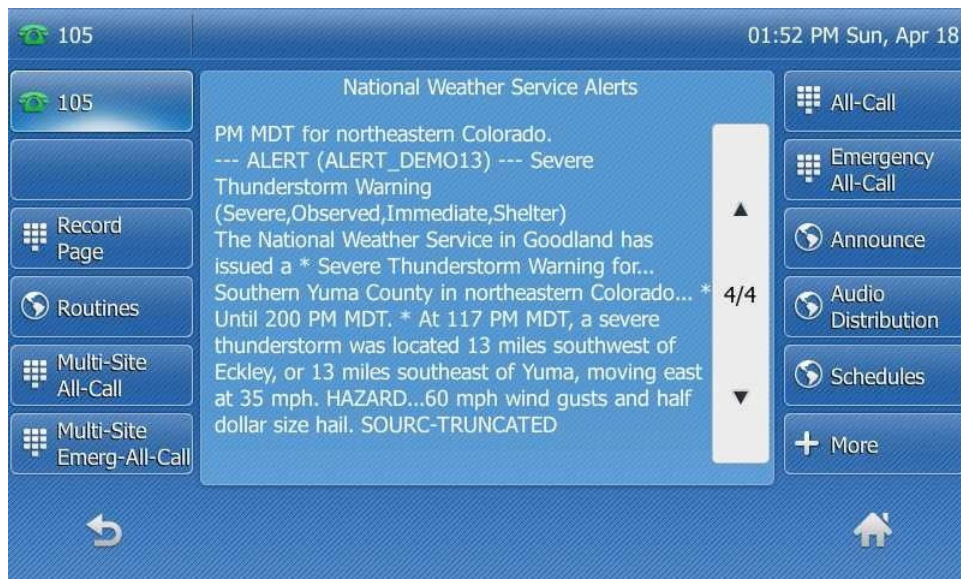 105
01:52 PM Sun, Apr 18
105
Record
Page
Routines
Multi-Site
All-Call
Multi-Site
Emerg-All-Call
National Weather Service Alerts
PM MDT for northeastern Colorado.
--- ALERT (ALERT_DEMO13) --- Severe
Thunderstorm Warning
(Severe,Observed,Immediate,Shelter)
The National Weather Service in Goodland has
issued a * Severe Thunderstorm Warning for...
Southern Yuma County in northeastern Colorado... *
Until 200 PM MDT. * At 117 PM MDT, a severe
thunderstorm was located 13 miles southwest of
Eckley, or 13 miles southeast of Yuma, moving east
at 35 mph. HAZARD...60 mph wind gusts and half
dollar size hail. SOURC-TRUNCATED
4/4
All-Call
Emergency
All-Call
Announce
Audio
Distribution
Schedules
More